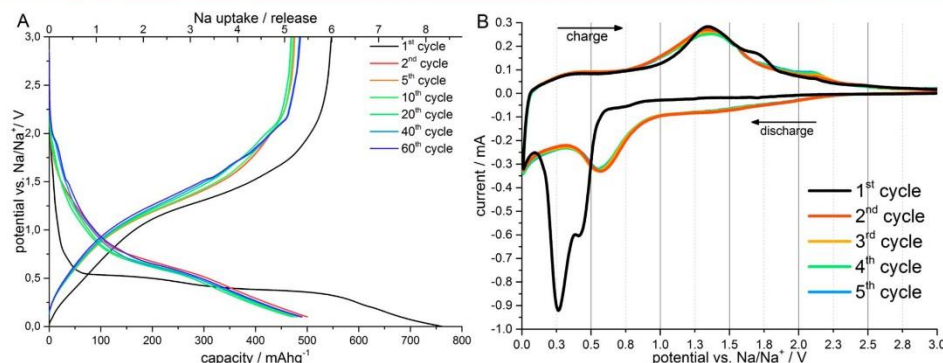 A
Na uptake / release
0 1 2 3 4 5 6 7 8
3,0
2,5
2,0
1,5
1,0
0,5
0,0
potential vs. Na/Na⁺/ V
1ˢᵗ cycle
2ⁿᵈ cycle
5ᵗʰ cycle
10ᵗʰ cycle
20ᵗʰ cycle
40ᵗʰ cycle
60ᵗʰ cycle
0 100 200 300 400 500 600 700 800
capacity / mAhg⁻¹
B
0.3
0.2
0.1
0.0
-0.1
-0.2
-0.3
-0.4
-0.5
-0.6
-0.7
-0.8
-0.9
-1.0
current / mA
charge
discharge
1ˢᵗ cycle
2ⁿᵈ cycle
3ʳᵈ cycle
4ᵗʰ cycle
5ᵗʰ cycle
0.0 0.3 0.5 0.8 1.0 1.3 1.5 1.8 2.0 2.3 2.5 2.8 3.0
potential vs. Na/Na⁺ / V